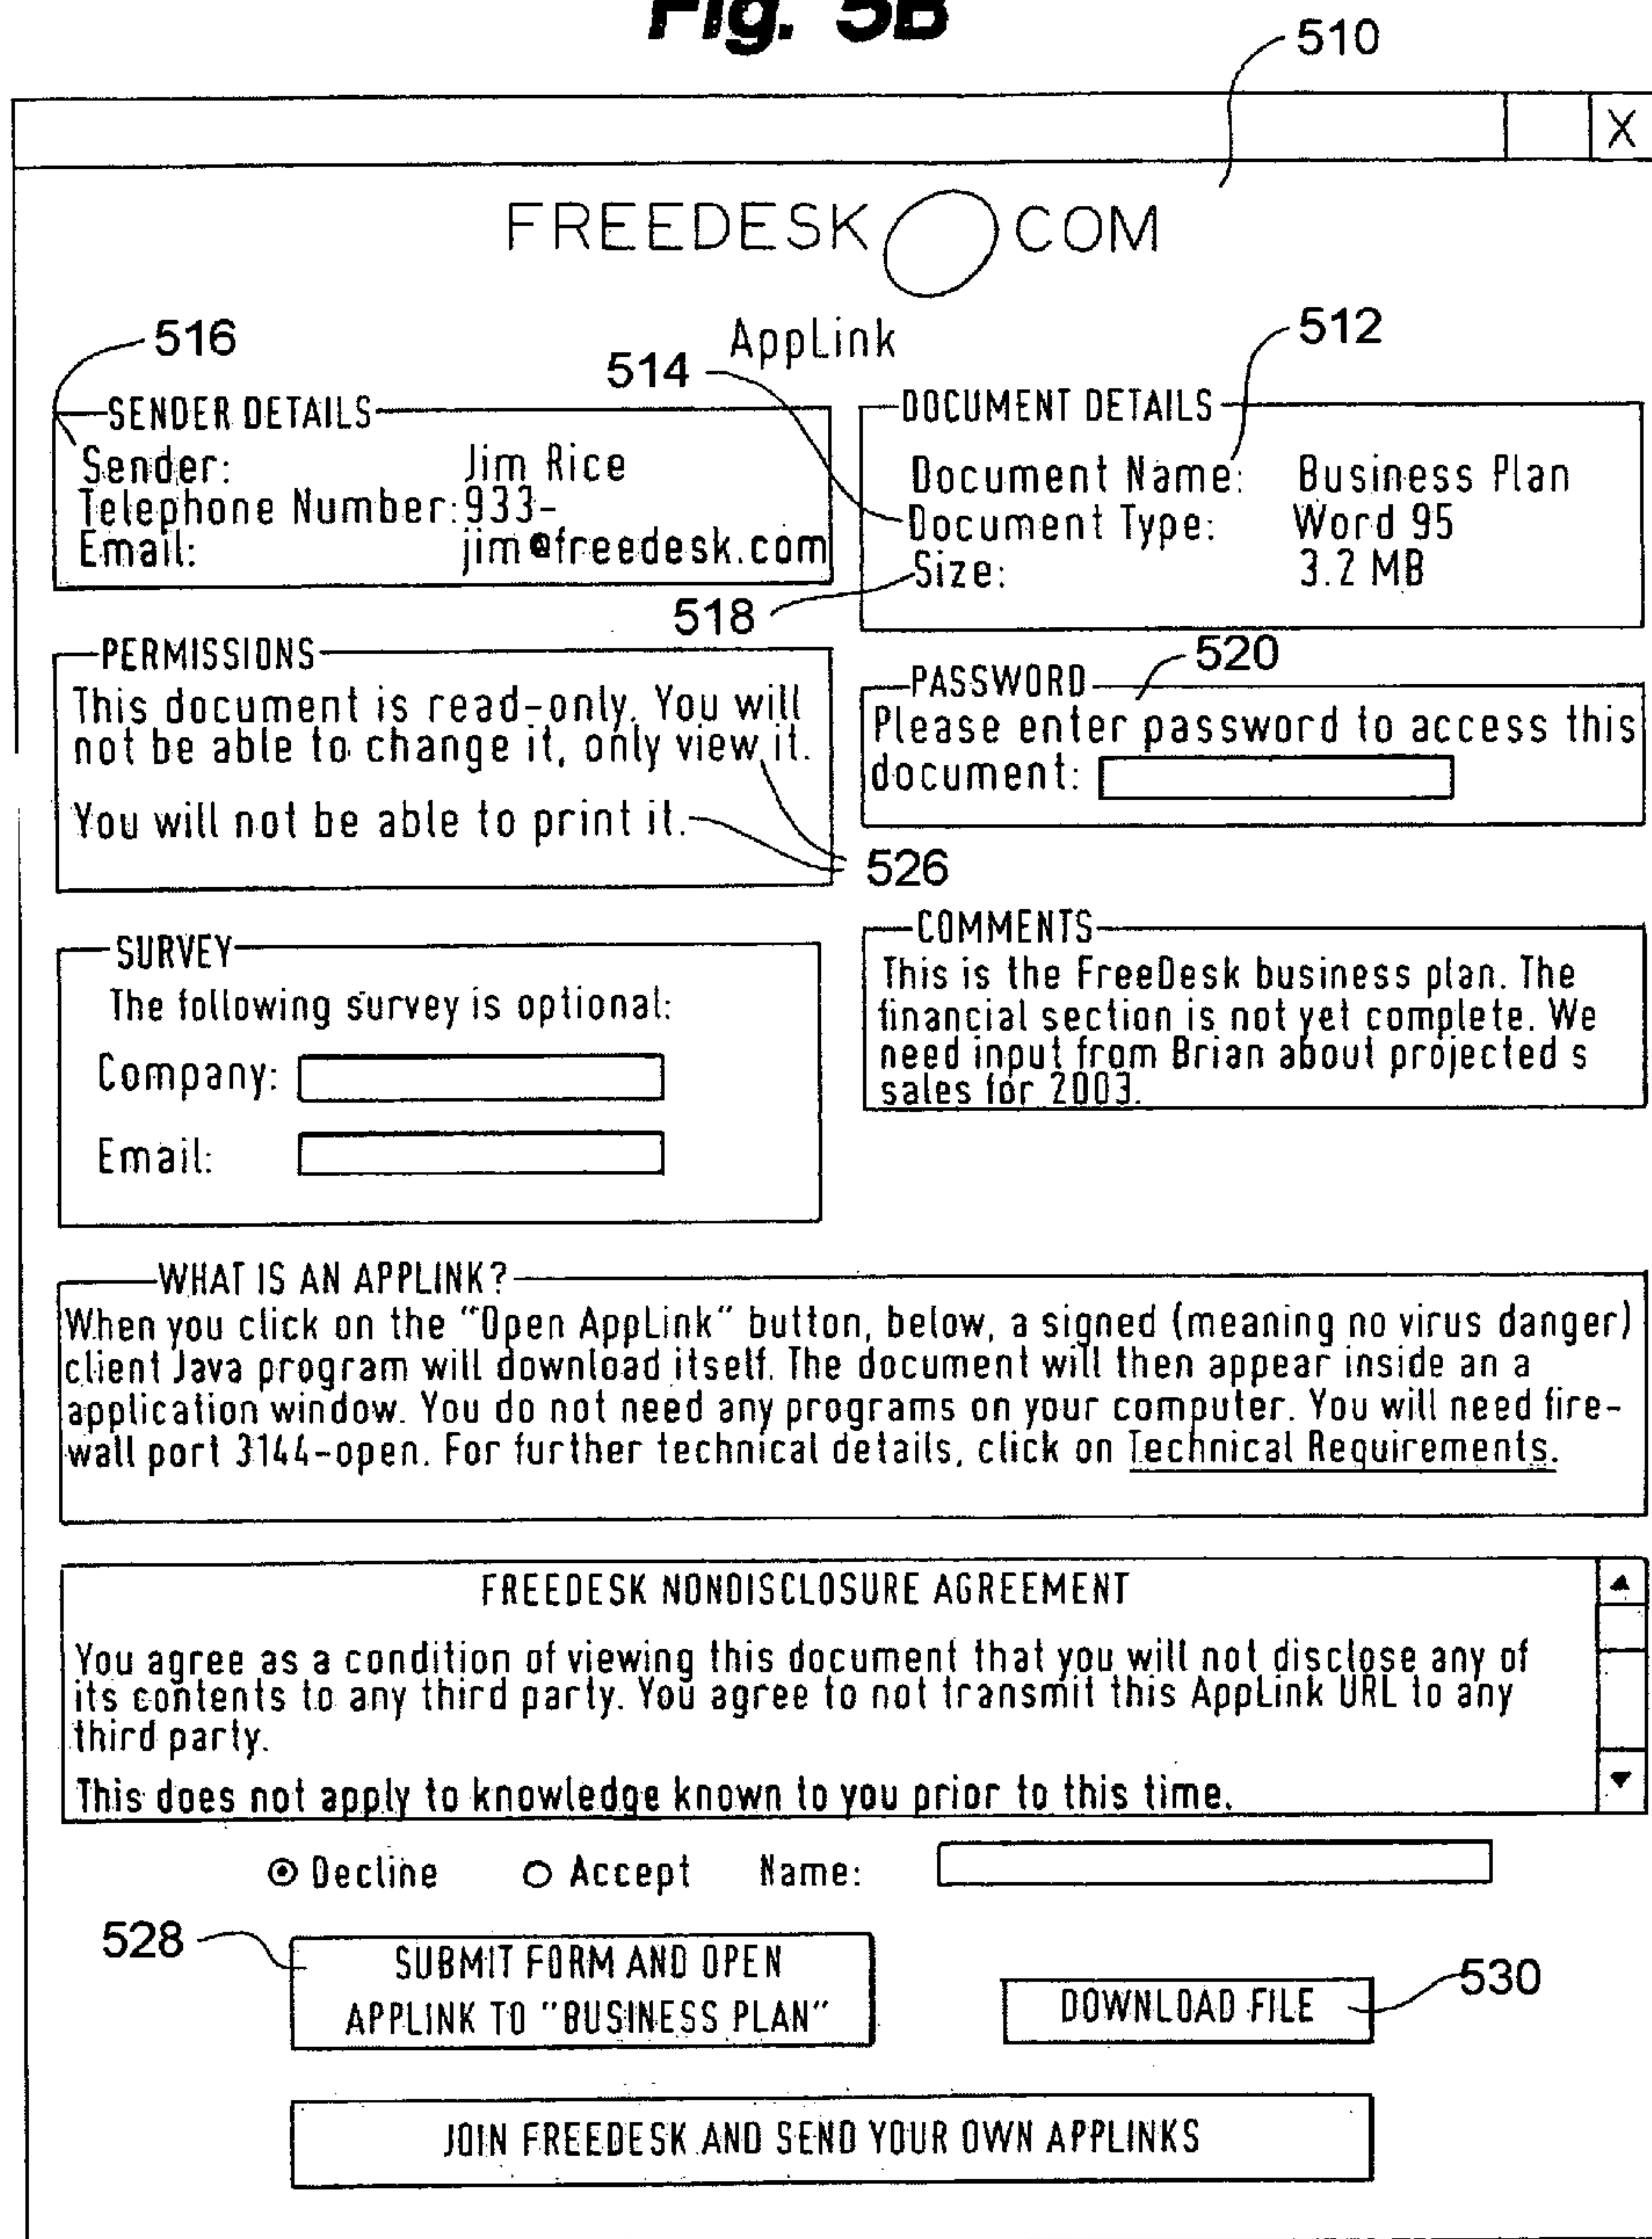 Fig. 5B
510
X
FREEDESK COM
AppLink
516
514
512
SENDER DETAILS
Sender: Jim Rice
Telephone Number: 933-
Email: jim@freedesk.com
DOCUMENT DETAILS
Document Name: Business Plan
Document Type: Word 95
Size: 3.2 MB
518
PERMISSIONS
This document is read-only. You will
not be able to change it, only view it.
You will not be able to print it.
526
520
PASSWORD
Please enter password to access this
document:
SURVEY
The following survey is optional:
Company:
Email:
COMMENTS
This is the FreeDesk business plan. The
financial section is not yet complete. We
need input from Brian about projected s
sales for 2003.
WHAT IS AN APPLINK?
When you click on the "Open AppLink" button, below, a signed (meaning no virus danger)
client Java program will download itself. The document will then appear inside an a
application window. You do not need any programs on your computer. You will need fire-
wall port 3144-open. For further technical details, click on Technical Requirements.
FREEDESK NONDISCLOSURE AGREEMENT
You agree as a condition of viewing this document that you will not disclose any of
its contents to any third party. You agree to not transmit this AppLink URL to any
third party.
This does not apply to knowledge known to you prior to this time.
Decline Accept Name:
528
SUBMIT FORM AND OPEN
APPLINK TO "BUSINESS PLAN"
DOWNLOAD FILE
530
JOIN FREEDESK AND SEND YOUR OWN APPLINKS